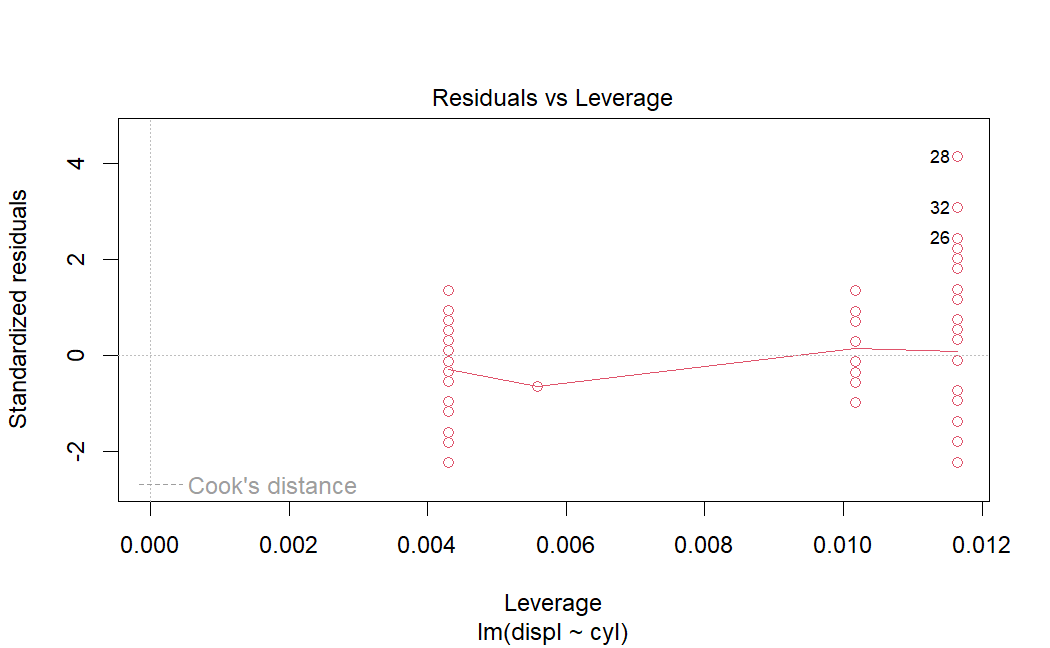 Residuals vs Leverage
Standardized residuals
4
2
0
-2
28
32
26
Cook's distance
0.000 0.002 0.004 0.006 0.008 0.010 0.012
Leverage
lm(displ ~ cyl)